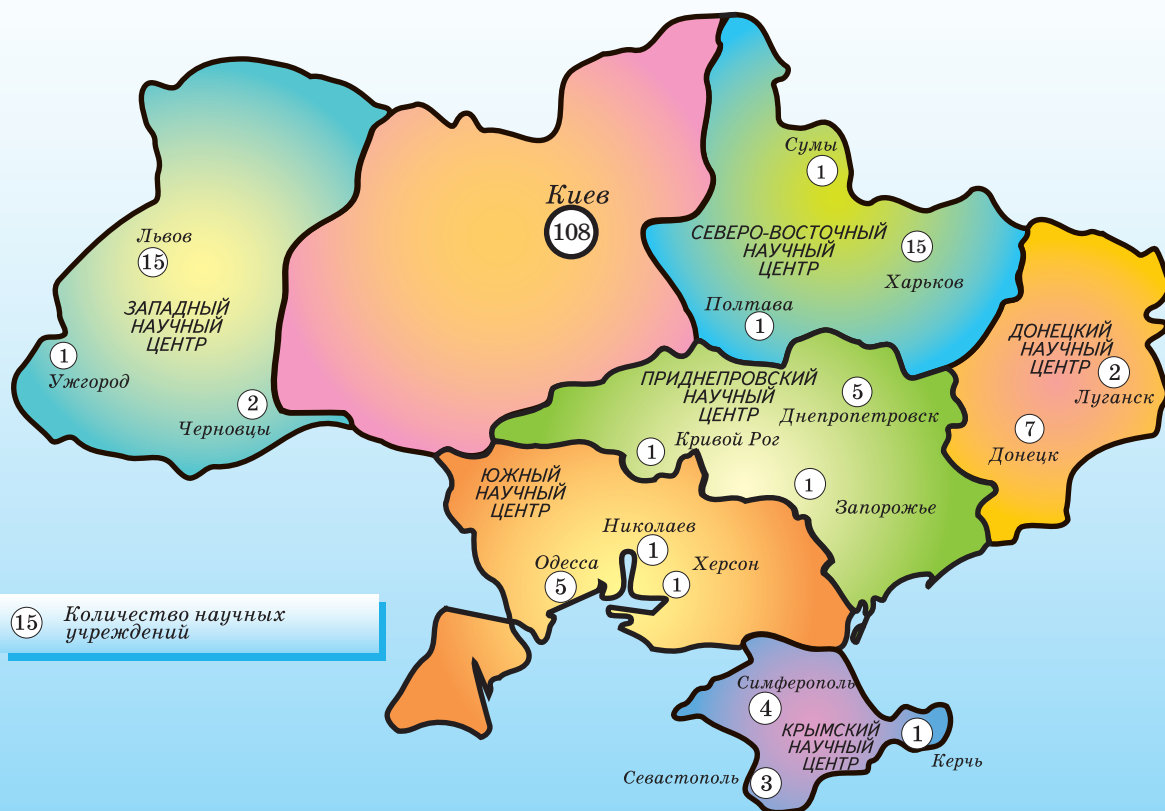 Сумы
1
Киев
108
Львов
15
СЕВЕРО-ВОСТОЧНЫЙ
НАУЧНЫЙ
ЦЕНТР
15
Харьков
ЗАПАДНЫЙ
НАУЧНЫЙ
ЦЕНТР
Полтава
1
1
Ужгород
ДОНЕЦКИЙ
НАУЧНЫЙ
ЦЕНТР
2
Луганск
2
Черновцы
ПРИДНЕПРОВСКИЙ
НАУЧНЫЙ
ЦЕНТР
5
Днепропетровск
7
Донецк
Кривой Рог
1
1
Запорожье
ЮЖНЫЙ
НАУЧНЫЙ
ЦЕНТР
Николаев
1
Одесса
5
Херсон
1
15
Количество научных
учреждений
Симферополь
4
КРЫМСКИЙ
НАУЧНЫЙ
ЦЕНТР
1
Керчь
Севастополь
3